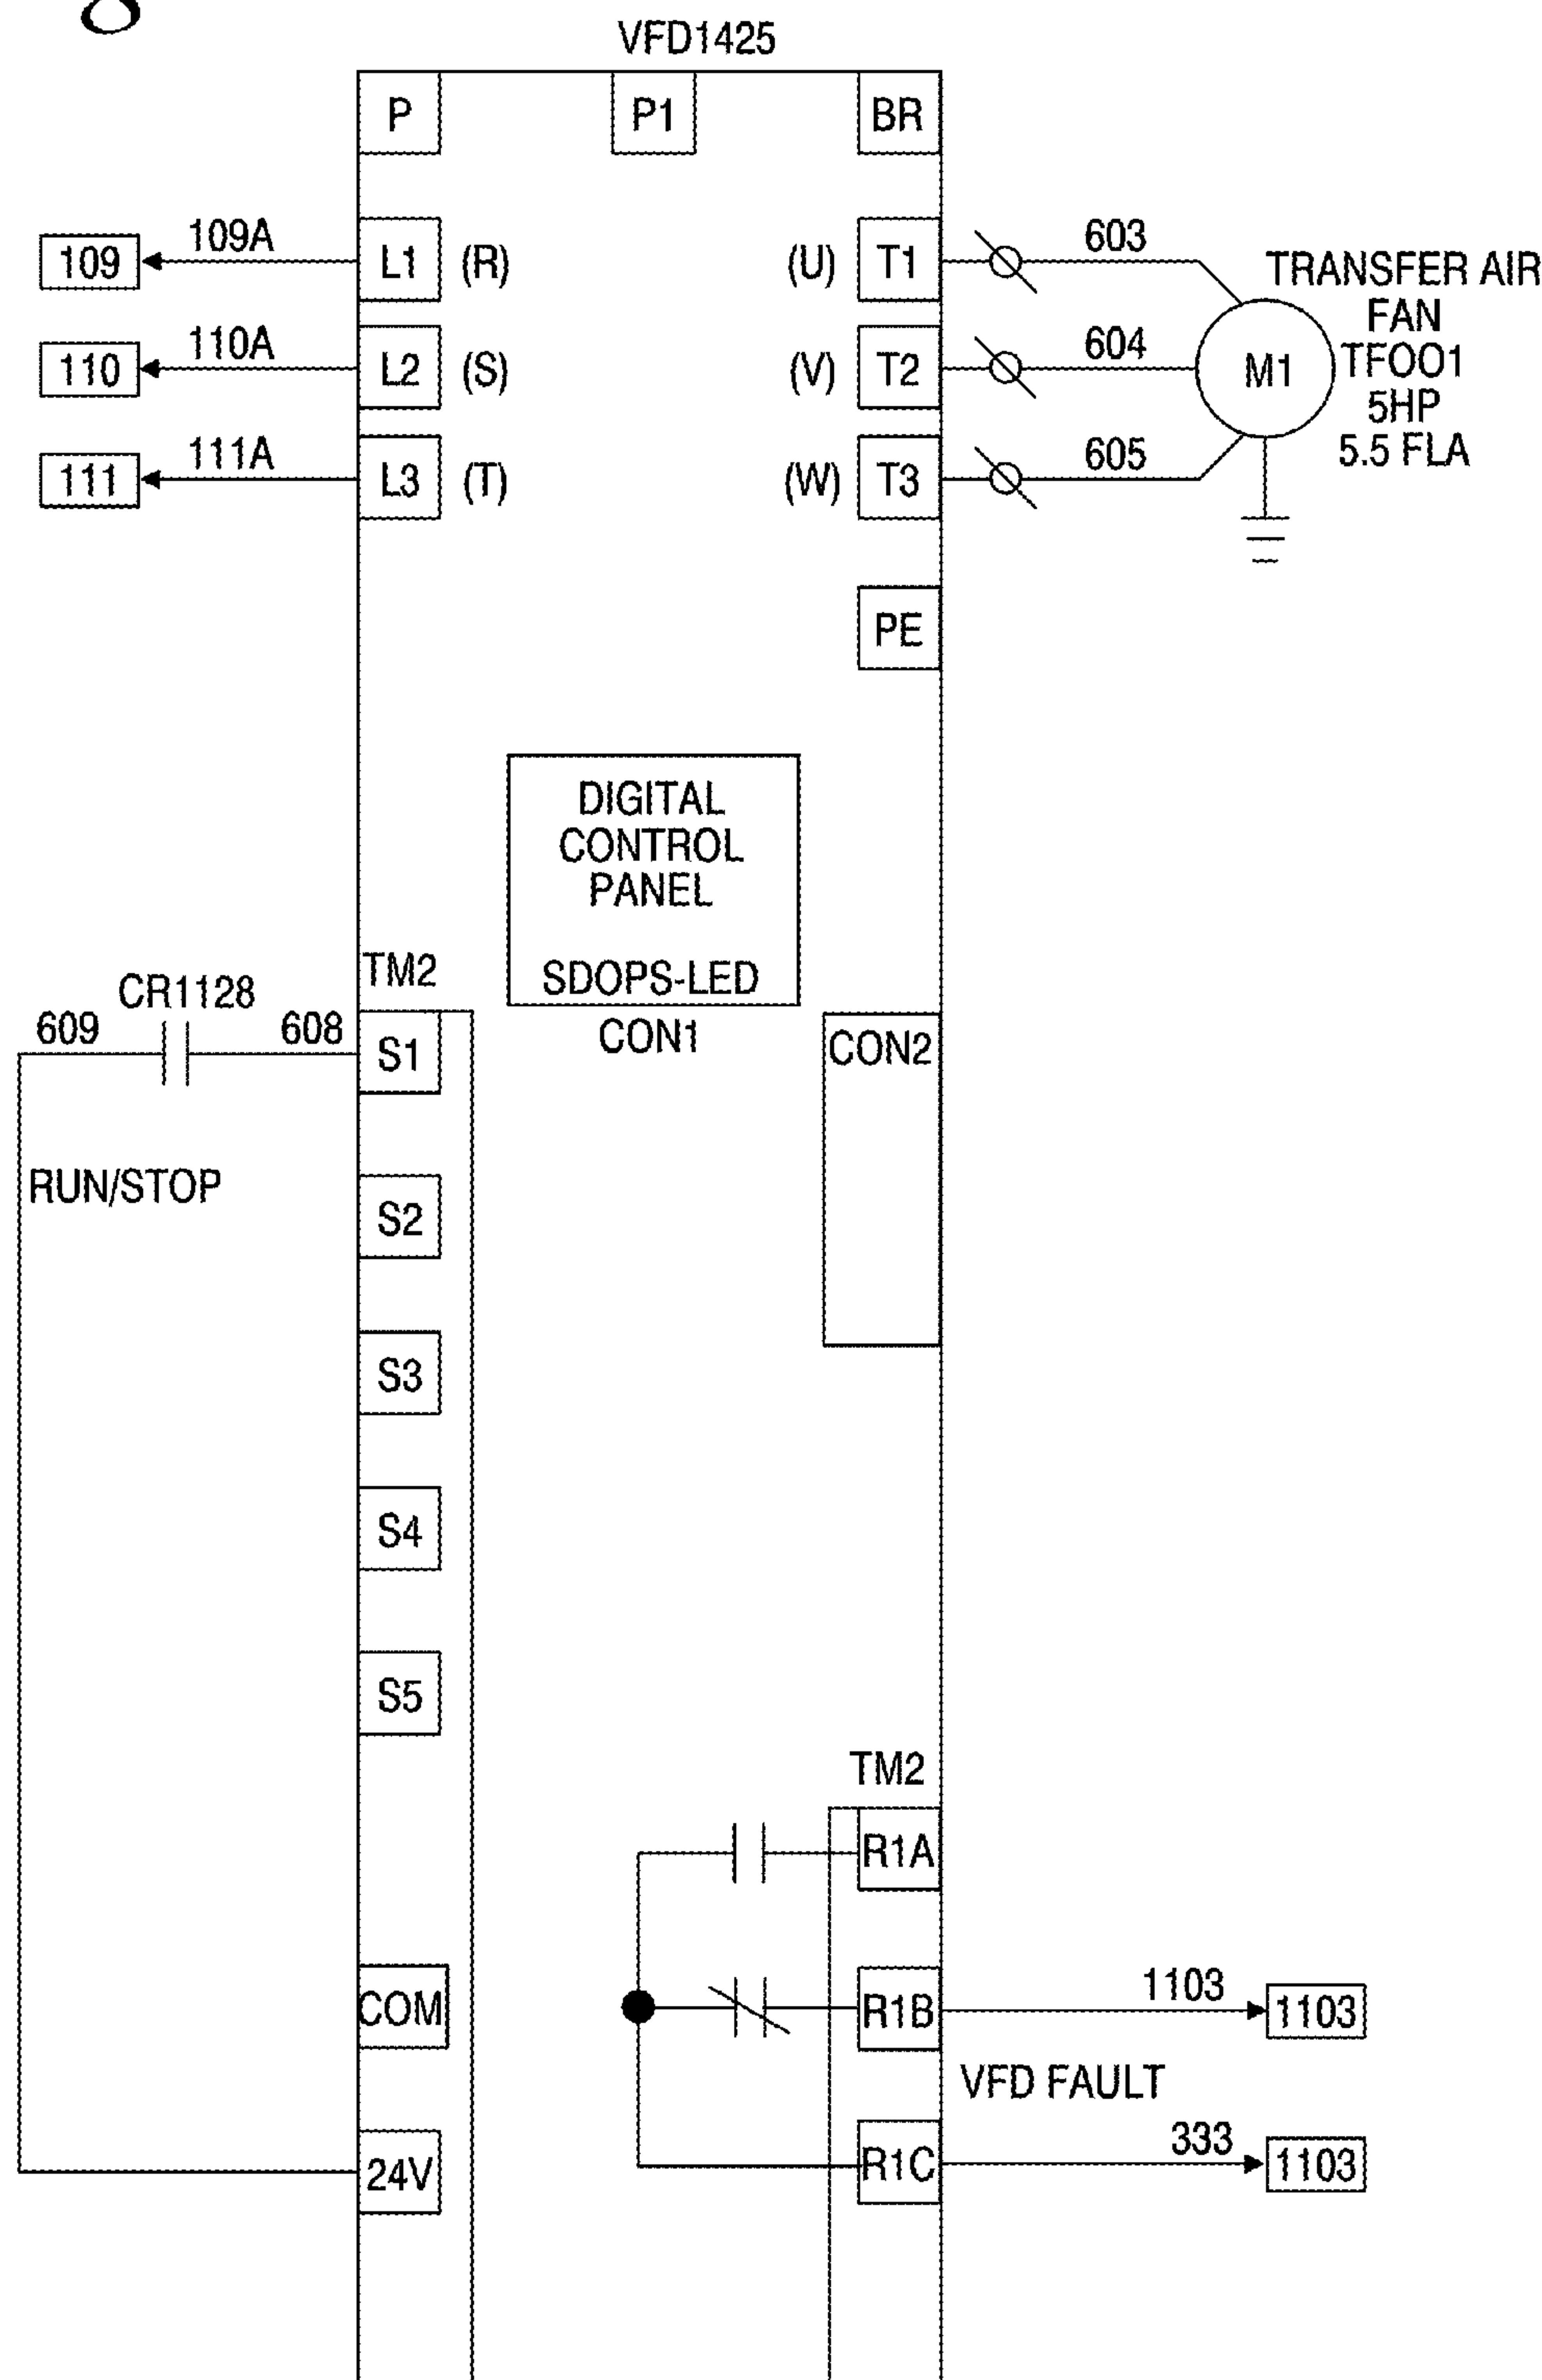 8
VFD1425
P
P1
BR
109
109A
L1
(R)
(U)
T1
603
110
110A
L2
(S)
(V)
T2
604
111
111A
L3
(T)
(W)
T3
605
M1
TRANSFER AIR
FAN
TFOO1
5HP
5.5 FLA
PE
DIGITAL
CONTROL
PANEL
SDOPS-LED
CON1
CON2
TM2
CR1128
609
608
S1
RUN/STOP
S2
S3
S4
S5
TM2
R1A
COM
R1B
1103
1103
VFD FAULT
24V
R1C
333
1103